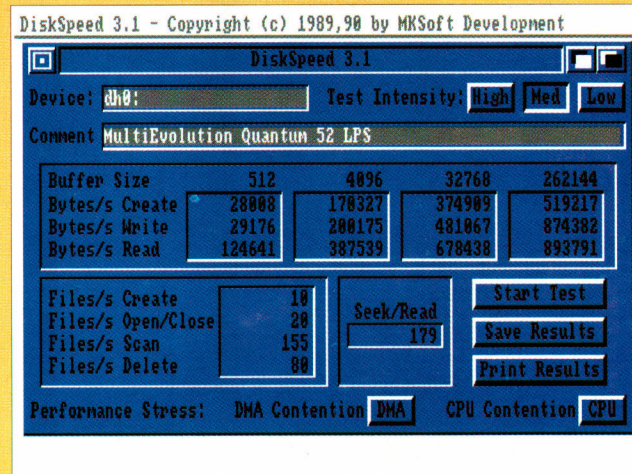 DiskSpeed 3.1 - Copyright (c) 1989,90 by MKSoft Development
DiskSpeed 3.1
Device: dh0: Test Intensity: High Med Low
Comment MultiEvolution Quantum 52 LPS
Buffer Size 512 4096 32768 262144
Bytes/s Create 28008 170327 374909 519217
Bytes/s Write 29176 200175 481067 874382
Bytes/s Read 124641 387539 678438 893791
Files/s Create 10
Files/s Open/Close 20
Files/s Scan 155
Files/s Delete 80
Seek/Read
179
Start Test
Save Results
Print Results
Performance Stress: DMA Contention DMA CPU Contention CPU